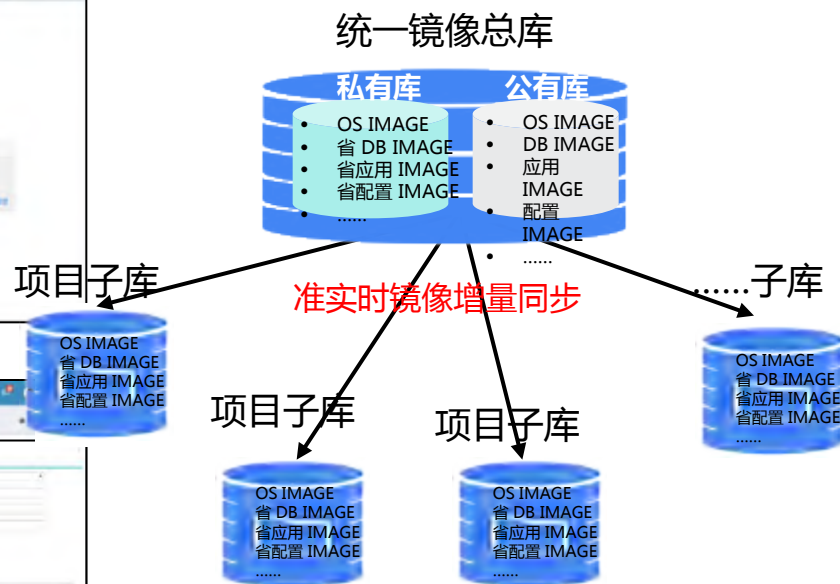 统一镜像总库
私有库
• OS IMAGE
• 省 DB IMAGE
• 省应用 IMAGE
• 省配置 IMAGE
• ......
公有库
• OS IMAGE
• DB IMAGE
• 应用
IMAGE
• 配置
IMAGE
• ......
项目子库
准实时镜像增量同步
......子库
OS IMAGE
省 DB IMAGE
省应用 IMAGE
省配置 IMAGE
......
OS IMAGE
省 DB IMAGE
省应用 IMAGE
省配置 IMAGE
......
项目子库
项目子库
OS IMAGE
省 DB IMAGE
省应用 IMAGE
省配置 IMAGE
......
OS IMAGE
省 DB IMAGE
省应用 IMAGE
省配置 IMAGE
......